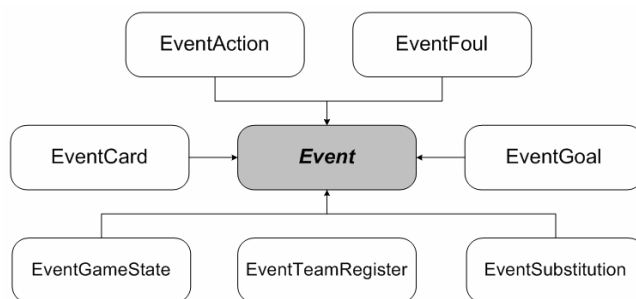 EventAction
EventFoul
EventCard
Event
EventGoal
EventGameState
EventTeamRegister
EventSubstitution